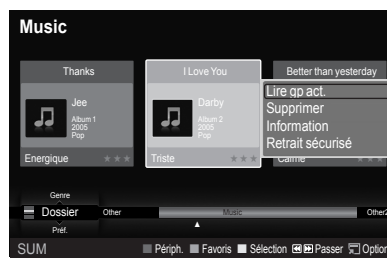 Music
Thanks
I Love You
Better than yesterday
Jee
Album 1
2005
Pop
Darby
Album 2
2005
Pop
Lire gp act.
Supprimer
Information
Retrait sécurisé
Energique
Triste
Calme
Genre
Dossier
Other
Music
Other2
Préf.
SUM
Périph.
Favoris
Sélection
Passer
Option